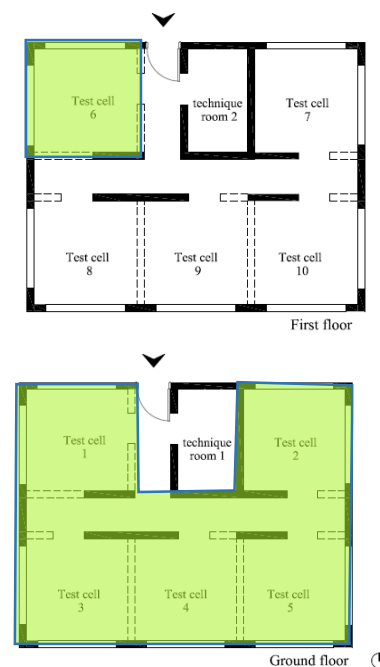 Test cell
6
technique
room 2
Test cell
7
Test cell
8
Test cell
9
Test cell
10
First floor
Test cell
1
technique
room 1
Test cell
2
Test cell
3
Test cell
4
Test cell
5
Ground floor